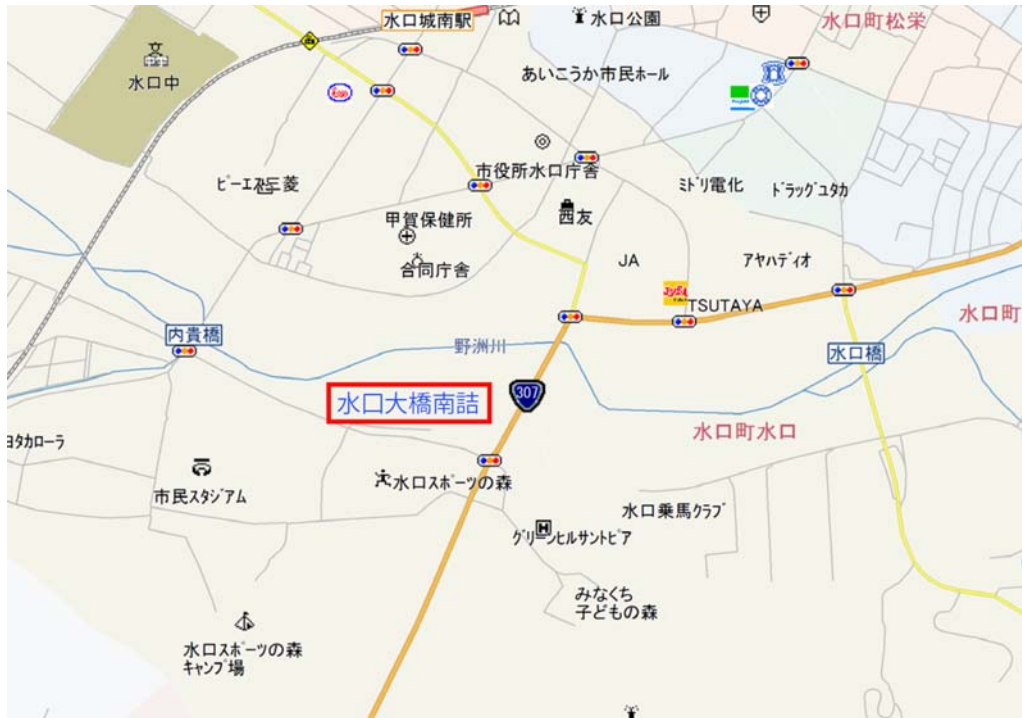 水口城南駅
水口公園
水口町松栄
水口中
あいこうか市民ホール
市役所水口庁舎
ピーエス三菱
ミドリ電化
ドラッグユタカ
西友
甲賀保健所
合同庁舎
JA
アヤハディオ
TSUTAYA
水口町
内貴橋
野洲川
水口橋
水口大橋南詰
307
水口町水口
ヨタカローラ
市民スタジアム
水口スポーツの森
水口乗馬クラブ
グリーンヒルサントピア
みなくち
子どもの森
水口スポーツの森
キャンプ場